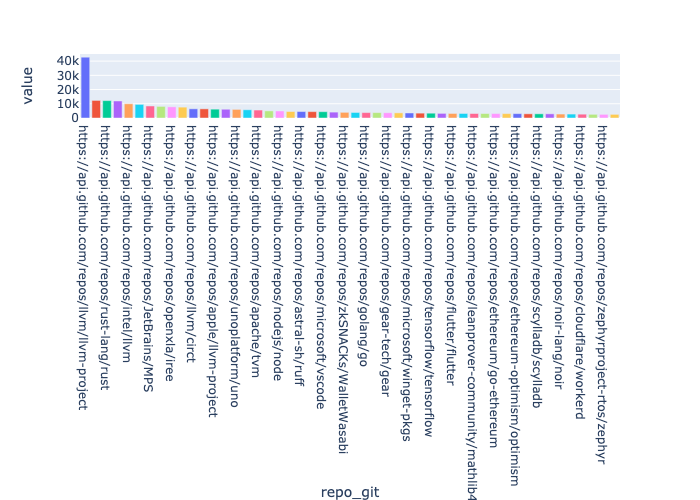 value
40k
30k
20k
10k
0
https://api.github.com/repos/llvm/llvm-project
https://api.github.com/repos/rust-lang/rust
https://api.github.com/repos/intel/llvm
https://api.github.com/repos/JetBrains/MPS
https://api.github.com/repos/openxla/iree
https://api.github.com/repos/llvm/circt
https://api.github.com/repos/apple/llvm-project
https://api.github.com/repos/unoplatform/uno
https://api.github.com/repos/apache/tvm
https://api.github.com/repos/nodejs/node
https://api.github.com/repos/astral-sh/ruff
https://api.github.com/repos/microsoft/vscode
https://api.github.com/repos/zkSNACKs/WalletWasabi
https://api.github.com/repos/golang/go
https://api.github.com/repos/gear-tech/gear
https://api.github.com/repos/microsoft/winget-pkgs
https://api.github.com/repos/tensorflow/tensorflow
https://api.github.com/repos/flutter/flutter
https://api.github.com/repos/leanprover-community/mathlib4
https://api.github.com/repos/ethereum/go-ethereum
https://api.github.com/repos/ethereum-optimism/optimism
https://api.github.com/repos/scylladb/scylladb
https://api.github.com/repos/noir-lang/noir
https://api.github.com/repos/cloudflare/workerd
https://api.github.com/repos/zephyrproject-rtos/zephyr
repo_git